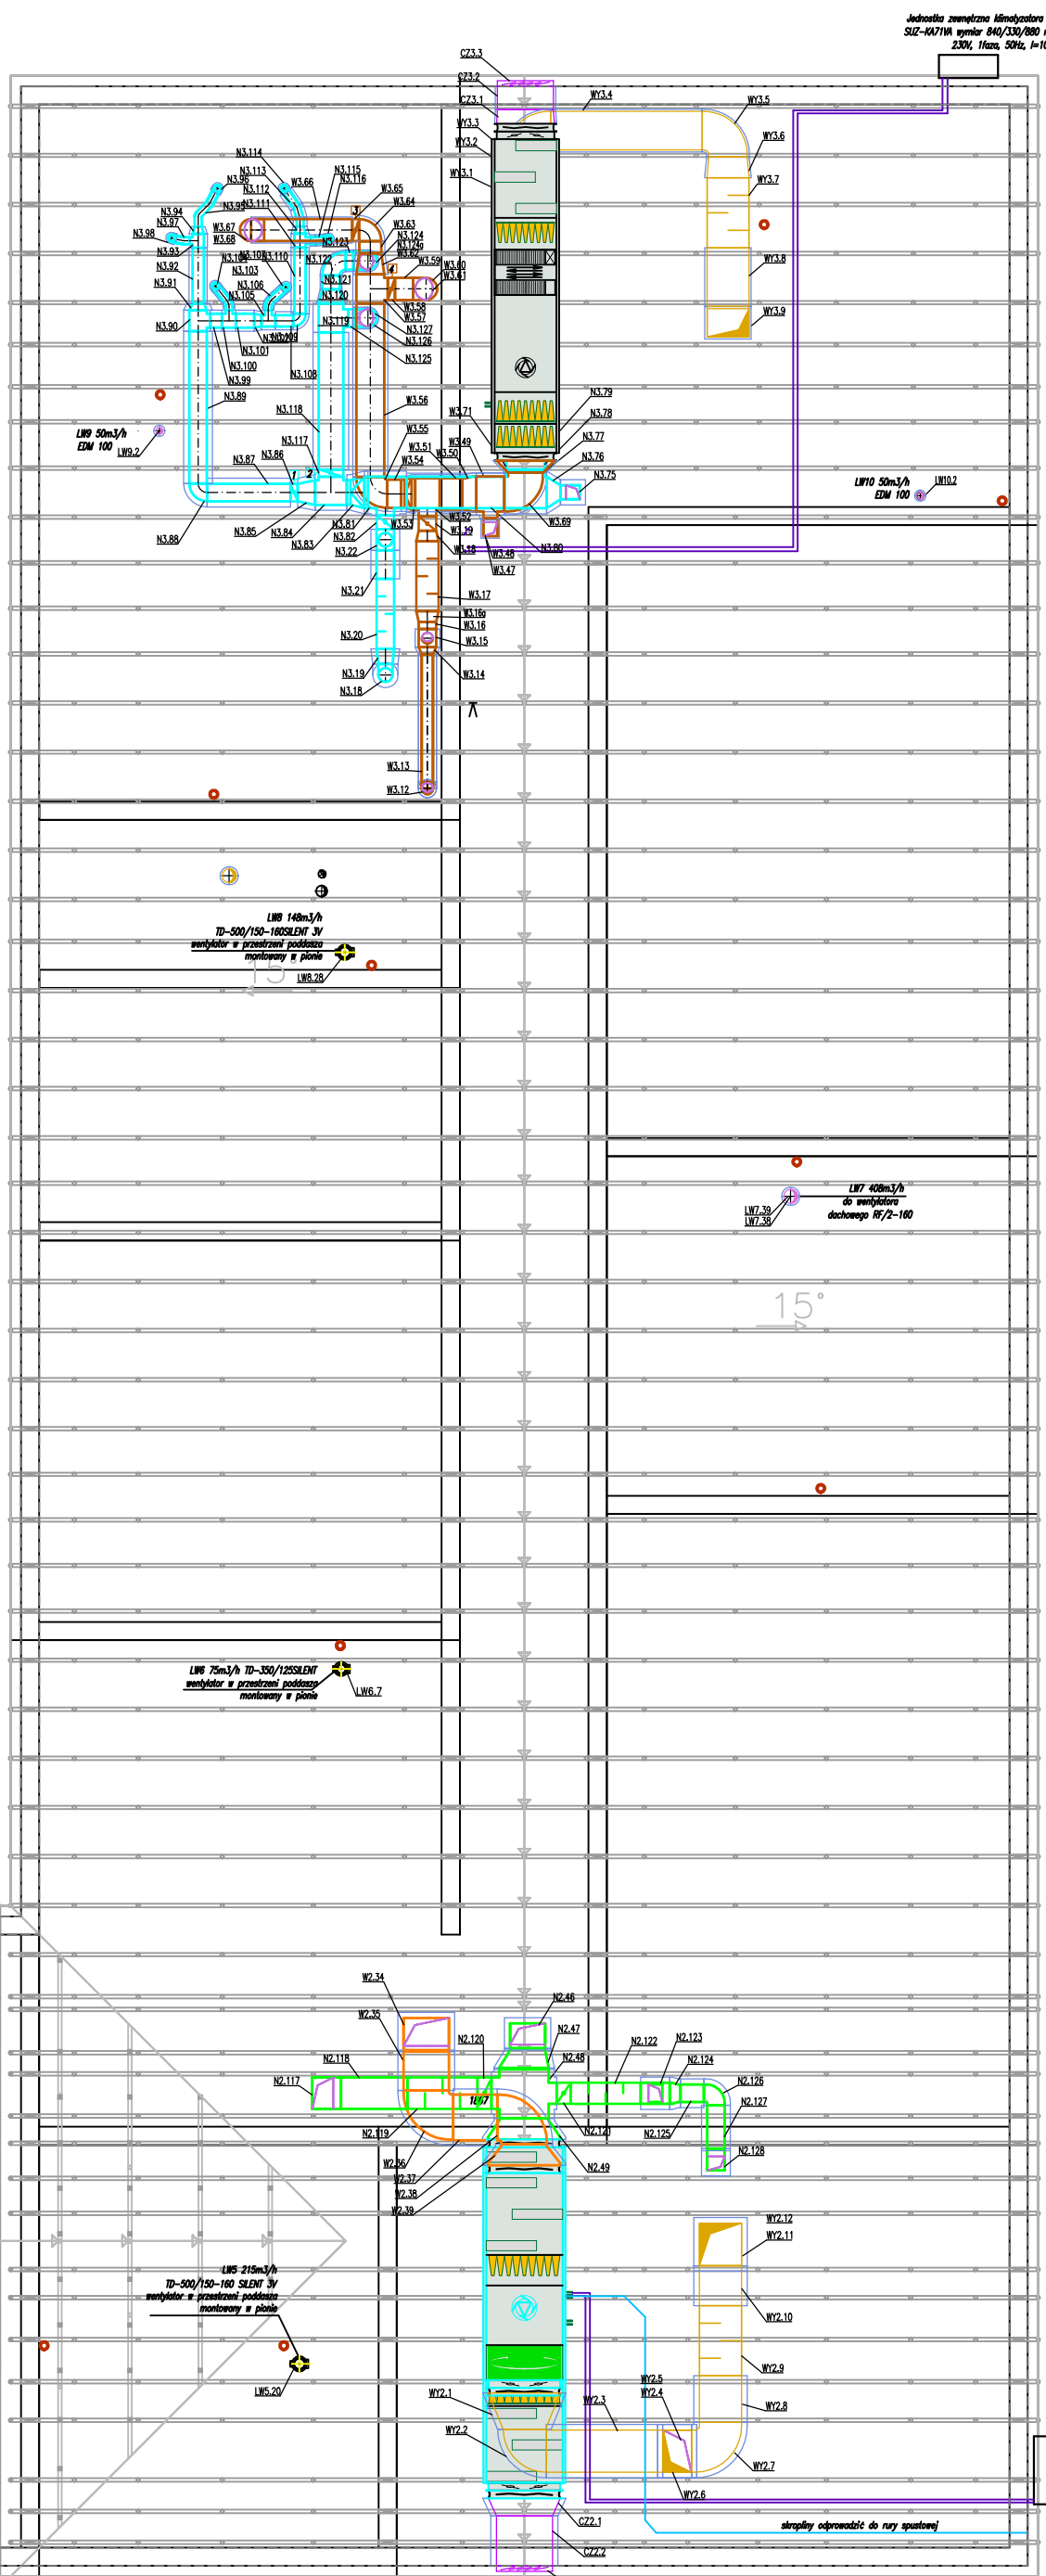 Jednostka zewnętrzna klimatyzatora
SUZ-KA71VA wymiar 840/330/880
230V, 1faza, 50Hz,
CZ3.3
CZ3.2
CZ3.1
WY3.4
WY3.5
WY3.3
WY3.2
WY3.1
WY3.6
WY3.7
WY3.8
WY3.9
N3.114
N3.113
N3.96
N3.112
W3.66
N3.115
N3.116
N3.111
N3.94
N3.95
N3.97
N3.98
N3.93
N3.92
N3.91
N3.90
W3.67
W3.68
3
W3.65
W3.64
W3.63
N3.124
N3.124g
W3.62
N3.123
N3.122
N3.121
N3.120
N3.119
4
W3.59
W3.60
W3.61
W3.58
W3.57
N3.127
N3.126
N3.125
N3.103
N3.110
N3.106
N3.105
N3.101
N3.100
N3.99
N3.108
N3.89
W3.56
N3.118
N3.117
N3.79
N3.78
N3.77
N3.76
N3.75
W3.71
W3.55
W3.54
W3.51
W3.50
W3.49
LW9 50m3/h
EDM 100
LW9.2
N3.87
N3.86
1
2
N3.88
N3.85
N3.84
N3.83
N3.82
N3.81
W3.53
W3.52
W3.19
W3.18
W3.48
W3.47
N3.80
W3.69
LW10 50m3/h
EDM 100
LW10.2
N3.22
N3.21
N3.20
N3.19
N3.18
W3.17
W3.16g
W3.16
W3.15
W3.14
W3.13
W3.12
LW8 148m3/h
TD-500/150-160SILENT 3V
wentylator w przestrzeni poddasza
montowany w pionie
LW8.28
15°
LW7 408m3/h
do wentylatora
dachowego RF/2-160
LW7.39
LW7.38
15°
LW6 75m3/h TD-350/125SILENT
wentylator w przestrzeni poddasza
montowany w pionie
LW6.7
W2.34
W2.35
N2.46
N2.47
N2.48
N2.120
N2.118
N2.117
N2.119
N2.122
N2.123
N2.124
N2.126
N2.127
N2.128
N2.125
N2.121
N2.49
W2.36
W2.37
W2.38
W2.39
LW5 215m3/h
TD-500/150-160 SILENT 3V
wentylator w przestrzeni poddasza
montowany w pionie
LW5.20
WY2.12
WY2.11
WY2.10
WY2.9
WY2.8
WY2.7
WY2.6
WY2.5
WY2.4
WY2.3
WY2.1
WY2.2
CZ2.1
CZ2.2
skropliny odprowadzić do rury spustowej